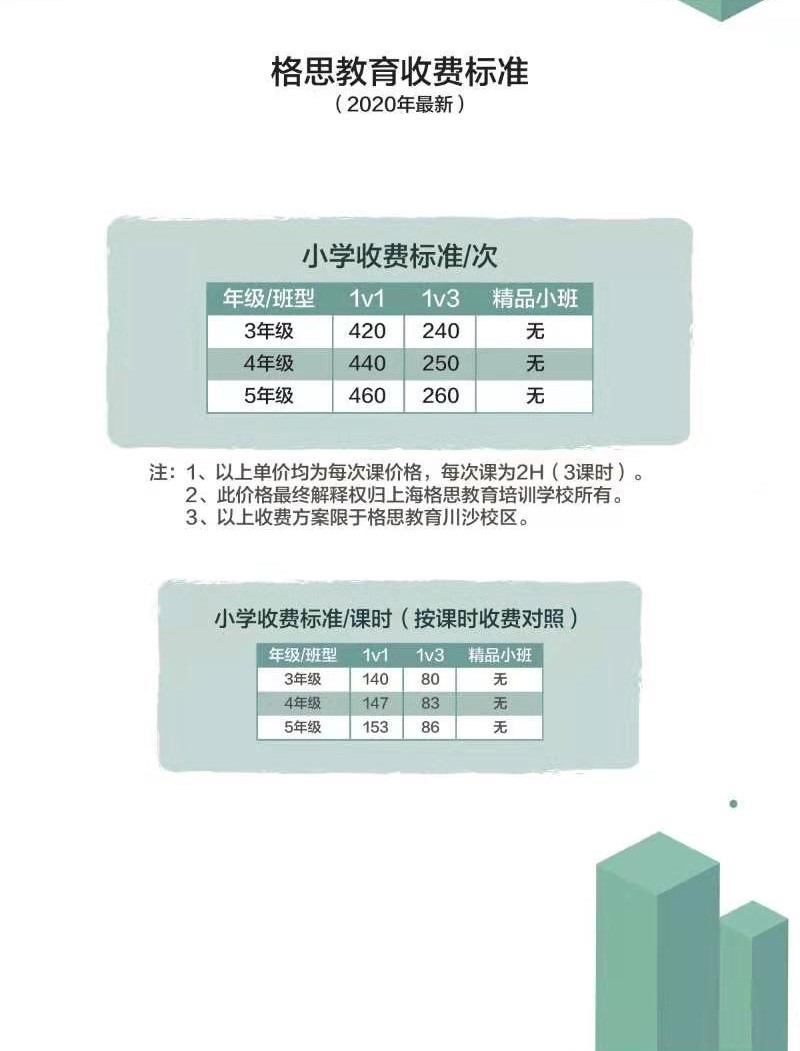 格思教育收费标准
（2020年最新）
小学收费标准/次
年级/班型 1v1 1v3 精品小班
3年级 420 240 无
4年级 440 250 无
5年级 460 260 无
注：1、以上单价均为每次课价格，每次课为2H（3课时）。
2、此价格最终解释权归上海格思教育培训学校所有。
3、以上收费方案限于格思教育川沙校区。
小学收费标准/课时（按课时收费对照）
年级/班型 1v1 1v3 精品小班
3年级 140 80 无
4年级 147 83 无
5年级 153 86 无